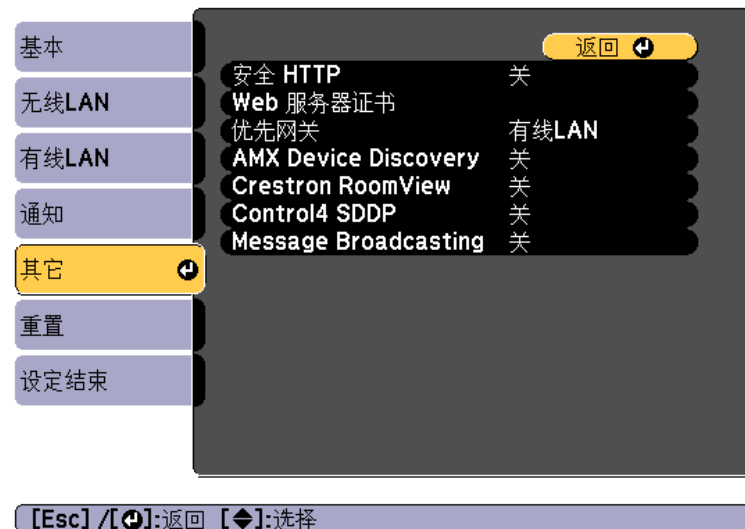 基本
无线LAN
有线LAN
通知
其它
重置
设定结束
返回
安全 HTTP 关
Web 服务器证书
优先网关 有线LAN
AMX Device Discovery 关
Crestron RoomView 关
Control4 SDDP 关
Message Broadcasting 关
[Esc] /[⏎]:返回 [◆]:选择